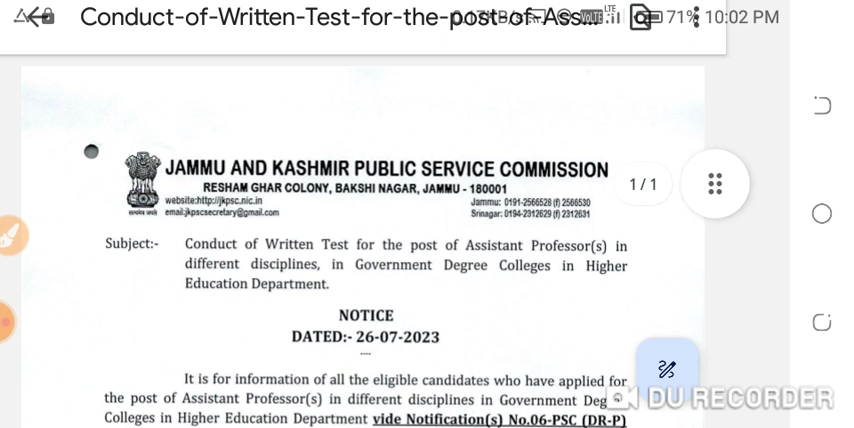 Conduct-of-Written-Test-for-the-post-of-Ass...
71% 10:02 PM
JAMMU AND KASHMIR PUBLIC SERVICE COMMISSION
RESHAM GHAR COLONY, BAKSHI NAGAR, JAMMU - 180001
website:http://jkpsc.nic.in
email:jkpscsecretary@gmail.com
Jammu: 0191-2566528 (f) 2566530
Srinagar: 0194-2312629 (f) 2312631
1 / 1
Subject:- Conduct of Written Test for the post of Assistant Professor(s) in
different disciplines, in Government Degree Colleges in Higher
Education Department.
NOTICE
DATED:- 26-07-2023
It is for information of all the eligible candidates who have applied for
the post of Assistant Professor(s) in different disciplines in Government
Colleges in Higher Education Department vide Notification(s) No.06-PSC (DR-P)
DU RECORDER